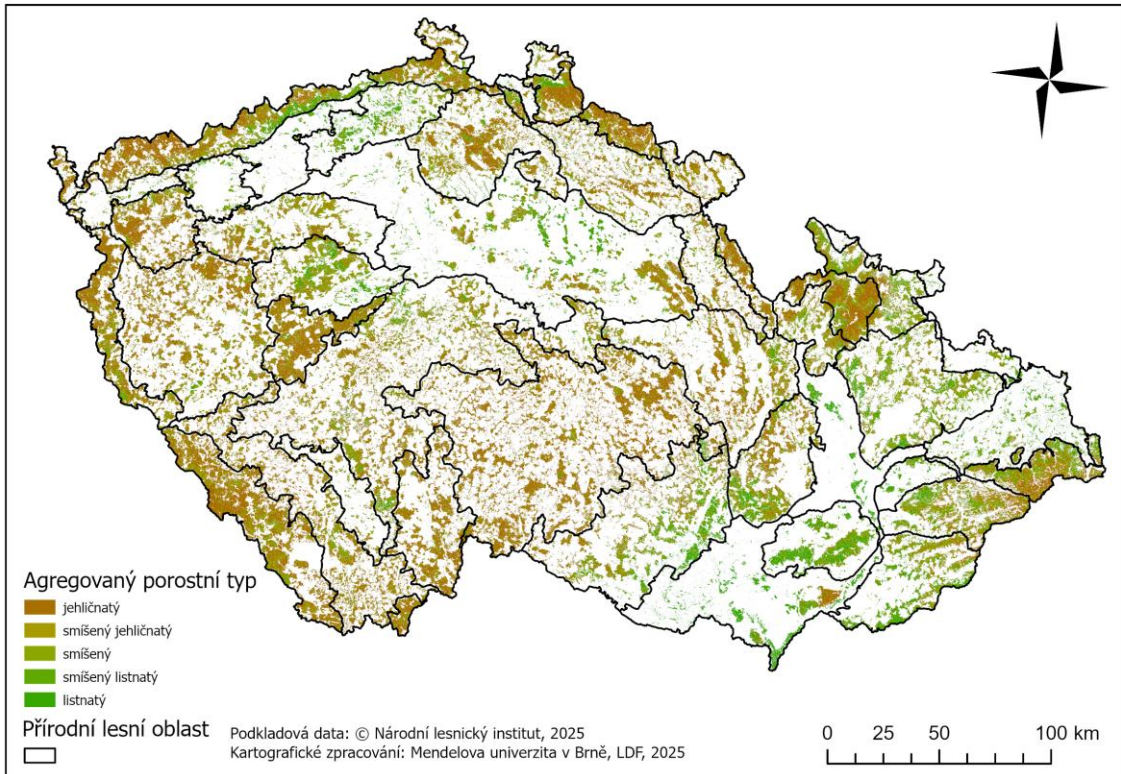 Agregovaný porostní typ
jehličnatý
smíšený jehličnatý
smíšený
smíšený listnatý
listnatý
Přírodní lesní oblast
Podkladová data: © Národní lesnický institut, 2025
Kartografické zpracování: Mendelova univerzita v Brně, LDF, 2025
0 25 50 100 km